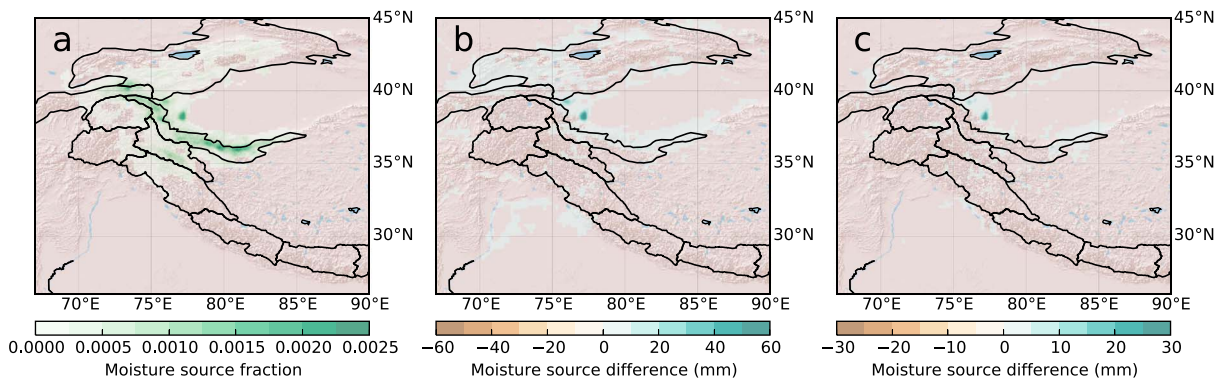 a
b
c
45°N
45°N
45°N
40°N
40°N
40°N
35°N
35°N
35°N
30°N
30°N
30°N
70°E 75°E 80°E 85°E 90°E
70°E 75°E 80°E 85°E 90°E
70°E 75°E 80°E 85°E 90°E
0.0000 0.0005 0.0010 0.0015 0.0020 0.0025
−60 −40 −20 0 20 40 60
−30 −20 −10 0 10 20 30
Moisture source fraction
Moisture source difference (mm)
Moisture source difference (mm)